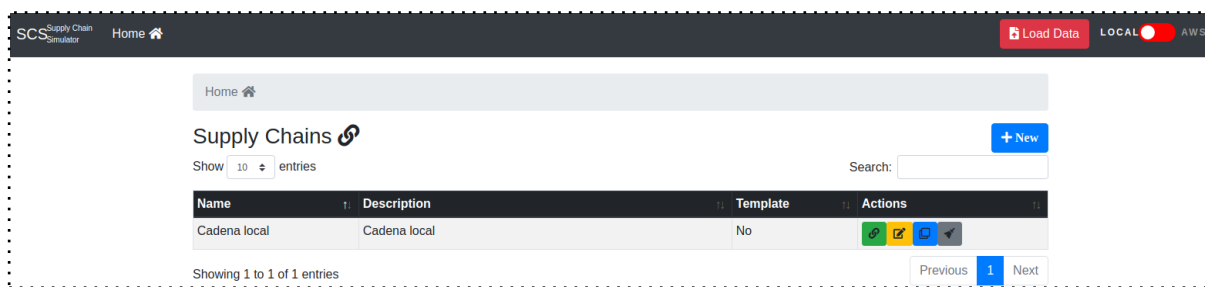 SCS Supply Chain Simulator Home Load Data LOCAL AWS
Home
Supply Chains + New
Show 10 entries Search:
Name Description Template Actions
Cadena local Cadena local No
Showing 1 to 1 of 1 entries Previous 1 Next